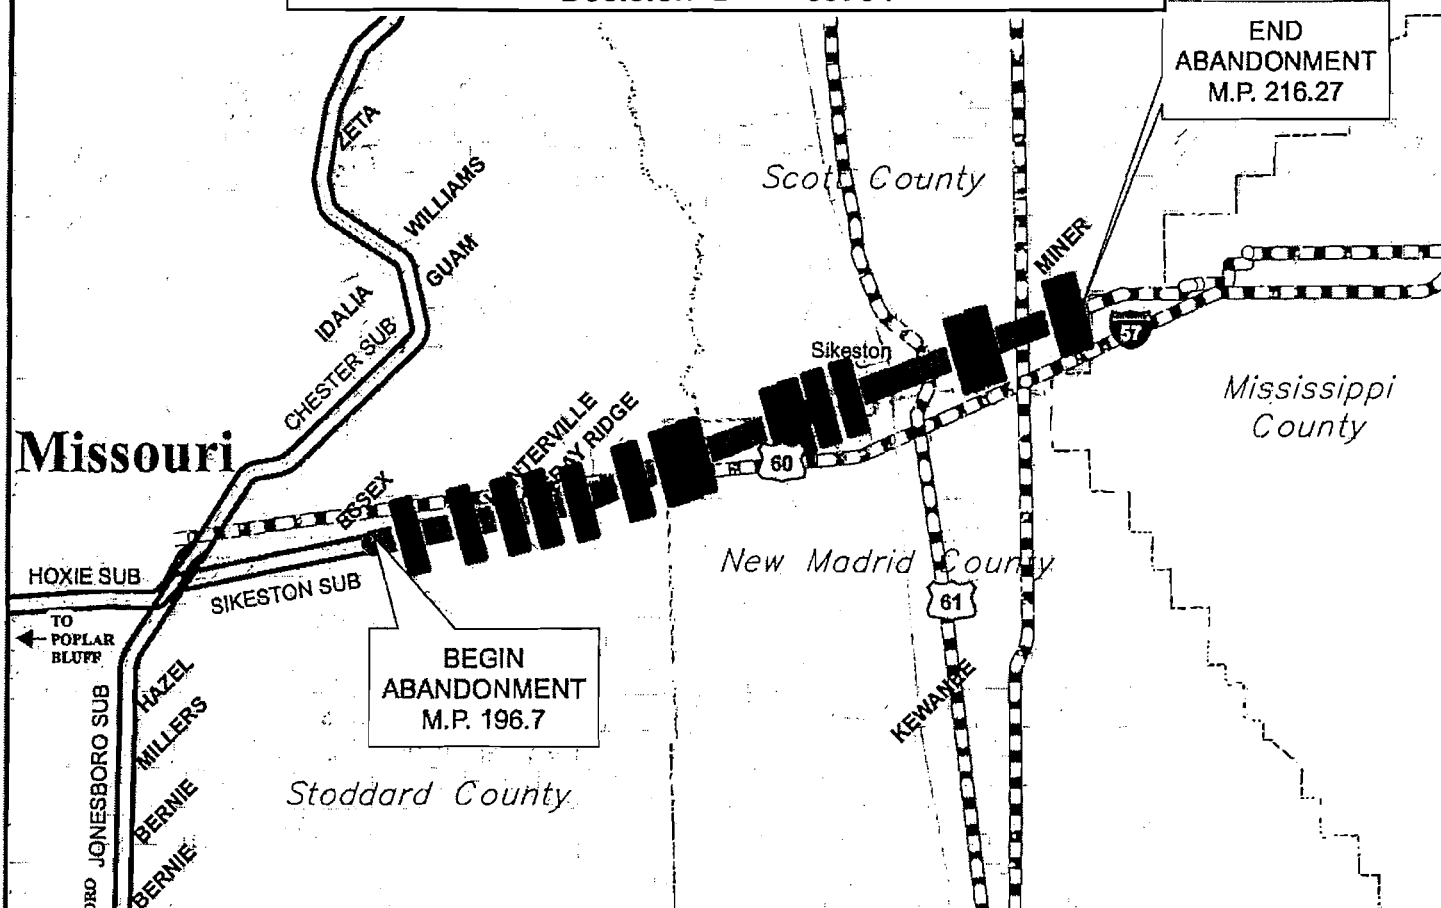 END
ABANDONMENT
M.P. 216.27
ZETA
WILLIAMS
Scott County
GUAM
MINER
IDALIA
CHESTER SUB
57
Sikeston
Mississippi
County
Missouri
RAY RIDGE
60
ESSEX
New Madrid County
HOXIE SUB
SIKESTON SUB
61
TO
POPLAR
BLUFF
BEGIN
ABANDONMENT
M.P. 196.7
HAZEL
KEWANEE
MILLERS
JONESBORO SUB
Stoddard County
BERNIE
BERNIE